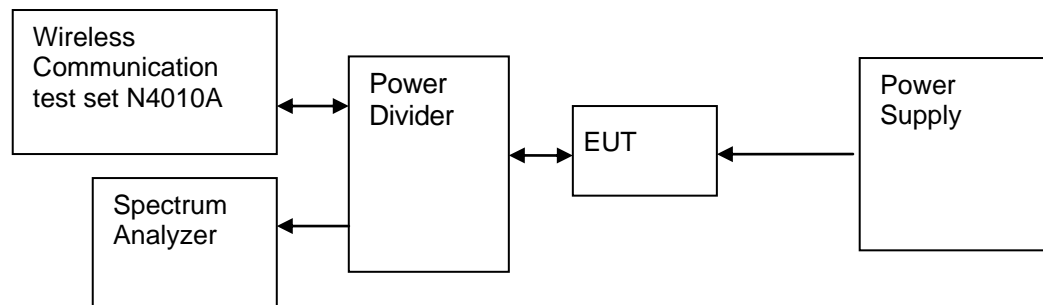 Wireless
Communication
test set N4010A
Power
Divider
EUT
Power
Supply
Spectrum
Analyzer